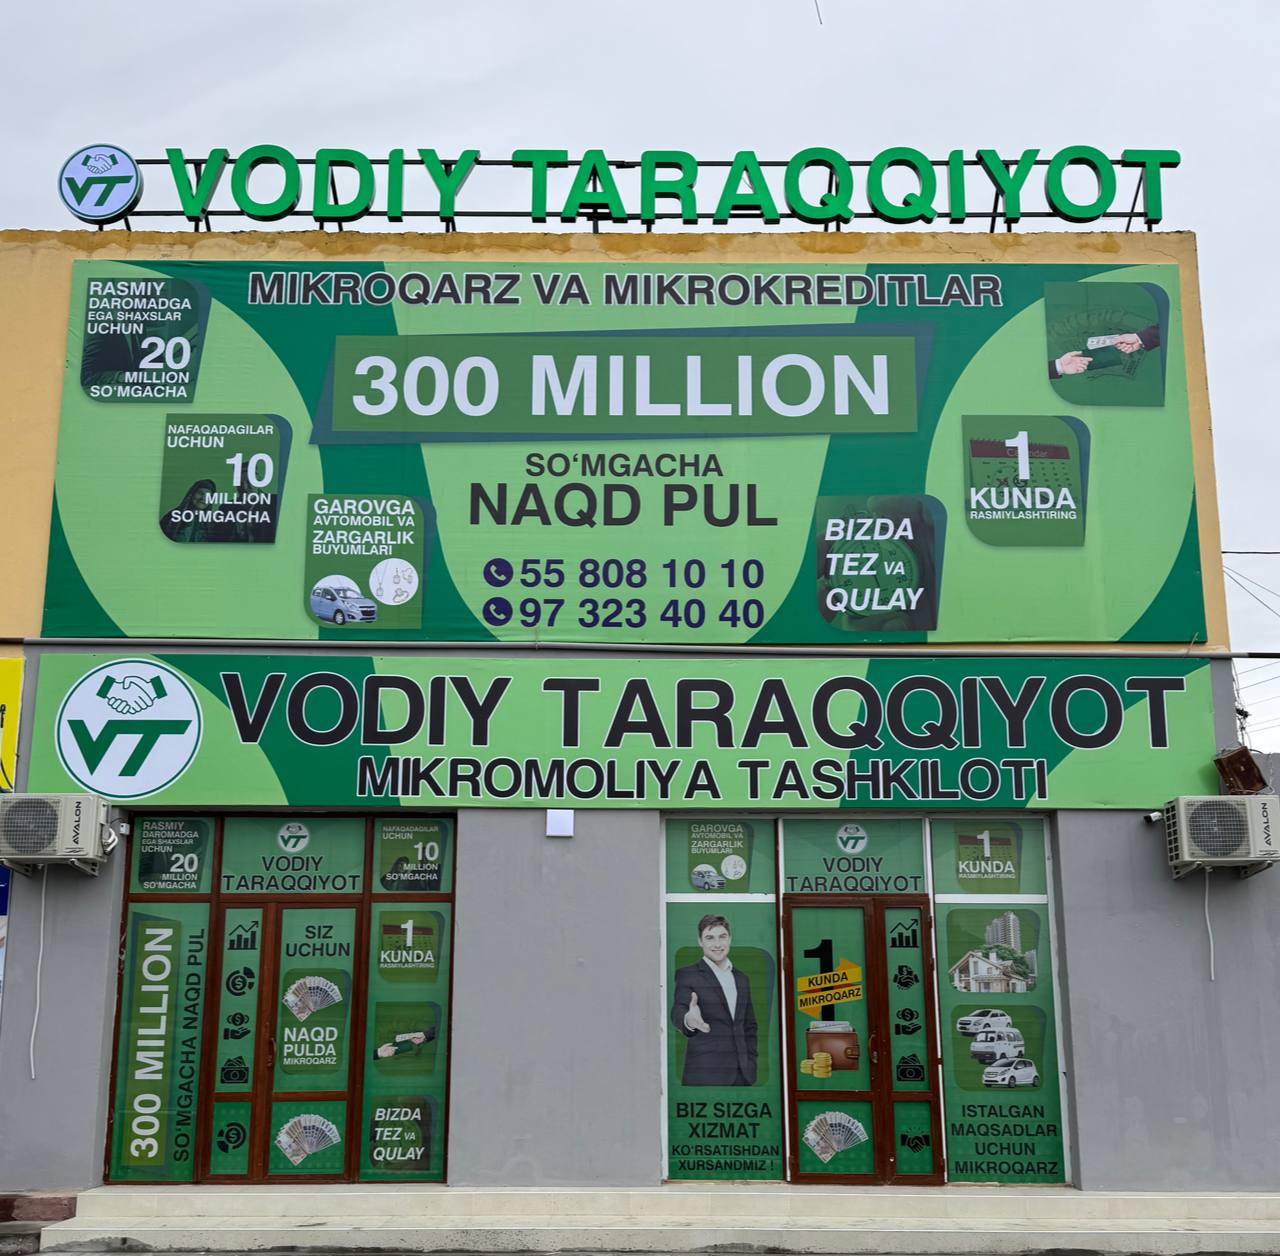 VT VODIY TARAQQIYOT
MIKROQARZ VA MIKROKREDITLAR
RASMIY
DAROMADGA
EGA SHAXSLAR
UCHUN
20
MILLION
SO‘MGACHA
300 MILLION
SO‘MGACHA
NAQD PUL
NAFAQADAGILAR
UCHUN
10
MILLION
SO‘MGACHA
GAROVGA
AVTOMOBIL VA
ZARGARLIK
BUYUMLARI
55 808 10 10
97 323 40 40
BIZDA
TEZ VA
QULAY
Calendar
1
KUNDA
RASMIYLASHTIRING
VT
VODIY TARAQQIYOT
MIKROMOLIYA TASHKILOTI
AVALON
AVALON
RASMIY
DAROMADGA
EGA SHAXSLAR
UCHUN
20
MILLION
SO‘MGACHA
VT
VODIY
TARAQQIYOT
NAFAQADAGILAR
UCHUN
10
MILLION
SO‘MGACHA
300 MILLION
SO‘MGACHA NAQD PUL
SIZ
UCHUN
NAQD
PULDA
MIKROQARZ
1
KUNDA
RASMIYLASHTIRING
BIZDA
TEZ VA
QULAY
GAROVGA
AVTOMOBIL VA
ZARGARLIK
BUYUMLARI
VT
VODIY
TARAQQIYOT
1
KUNDA
RASMIYLASHTIRING
BIZ SIZGA
XIZMAT
KO‘RSATISHDAN
XURSANDMIZ !
1
KUNDA
MIKROQARZ
ISTALGAN
MAQSADLAR
UCHUN
MIKROQARZ